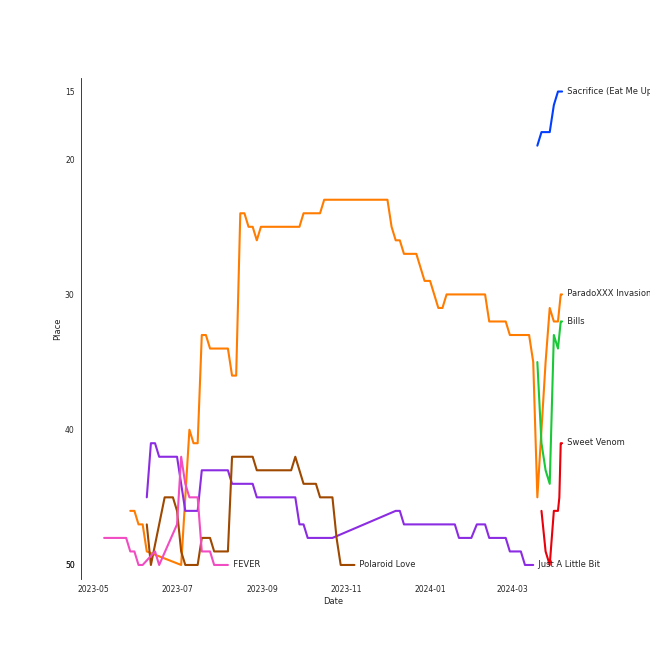 15
Sacrifice (Eat Me Up
20
30
ParadoXXX Invasion
Bills
Place
40
Sweet Venom
50
FEVER
Polaroid Love
Just A Little Bit
2023-05
2023-07
2023-09
2023-11
2024-01
2024-03
Date